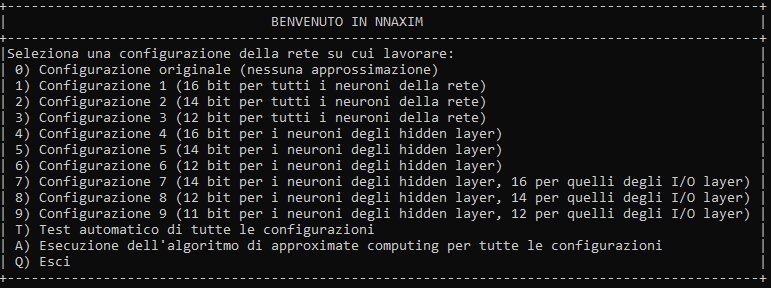 BENVENUTO IN NNAXIM
Seleziona una configurazione della rete su cui lavorare:
0) Configurazione originale (nessuna approssimazione)
1) Configurazione 1 (16 bit per tutti i neuroni della rete)
2) Configurazione 2 (14 bit per tutti i neuroni della rete)
3) Configurazione 3 (12 bit per tutti i neuroni della rete)
4) Configurazione 4 (16 bit per i neuroni degli hidden layer)
5) Configurazione 5 (14 bit per i neuroni degli hidden layer)
6) Configurazione 6 (12 bit per i neuroni degli hidden layer)
7) Configurazione 7 (14 bit per i neuroni degli hidden layer, 16 per quelli degli I/O layer)
8) Configurazione 8 (12 bit per i neuroni degli hidden layer, 14 per quelli degli I/O layer)
9) Configurazione 9 (11 bit per i neuroni degli hidden layer, 12 per quelli degli I/O layer)
T) Test automatico di tutte le configurazioni
A) Esecuzione dell'algoritmo di approximate computing per tutte le configurazioni
Q) Esci